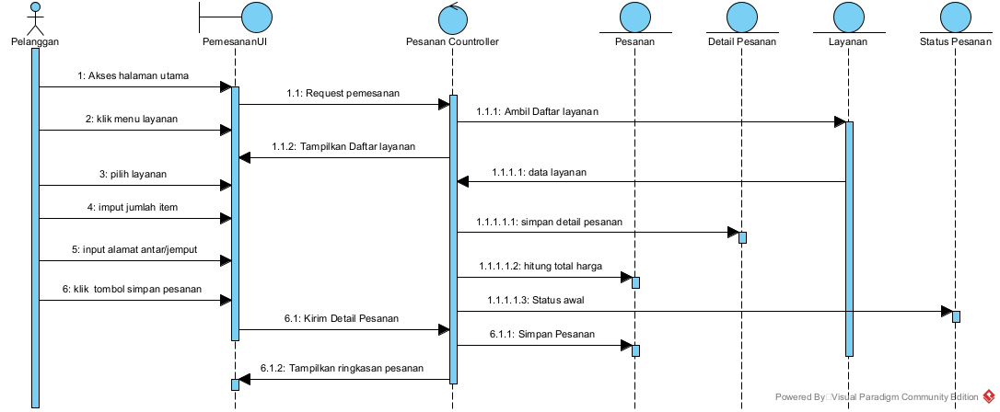 Pelanggan
PemesananUI
Pesanan Countroller
Pesanan
Detail Pesanan
Layanan
Status Pesanan
1: Akses halaman utama
1.1: Request pemesanan
1.1.1: Ambil Daftar layanan
2: klik menu layanan
1.1.2: Tampilkan Daftar layanan
3: pilih layanan
1.1.1.1: data layanan
4: imput jumlah item
1.1.1.1.1: simpan detail pesanan
5: input alamat antar/jemput
1.1.1.1.2: hitung total harga
6: klik tombol simpan pesanan
1.1.1.1.3: Status awal
6.1: Kirim Detail Pesanan
6.1.1: Simpan Pesanan
6.1.2: Tampilkan ringkasan pesanan
Powered By Visual Paradigm Community Edition